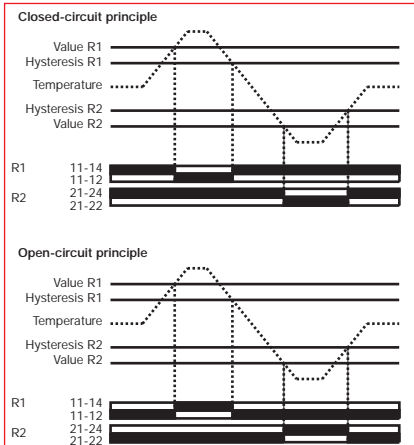 Closed-circuit principle
Value R1
Hysteresis R1
Temperature
Hysteresis R2
Value R2
R1 11-14
11-12
R2 21-24
21-22
Open-circuit principle
Value R1
Hysteresis R1
Temperature
Hysteresis R2
Value R2
R1 11-14
11-12
R2 21-24
21-22